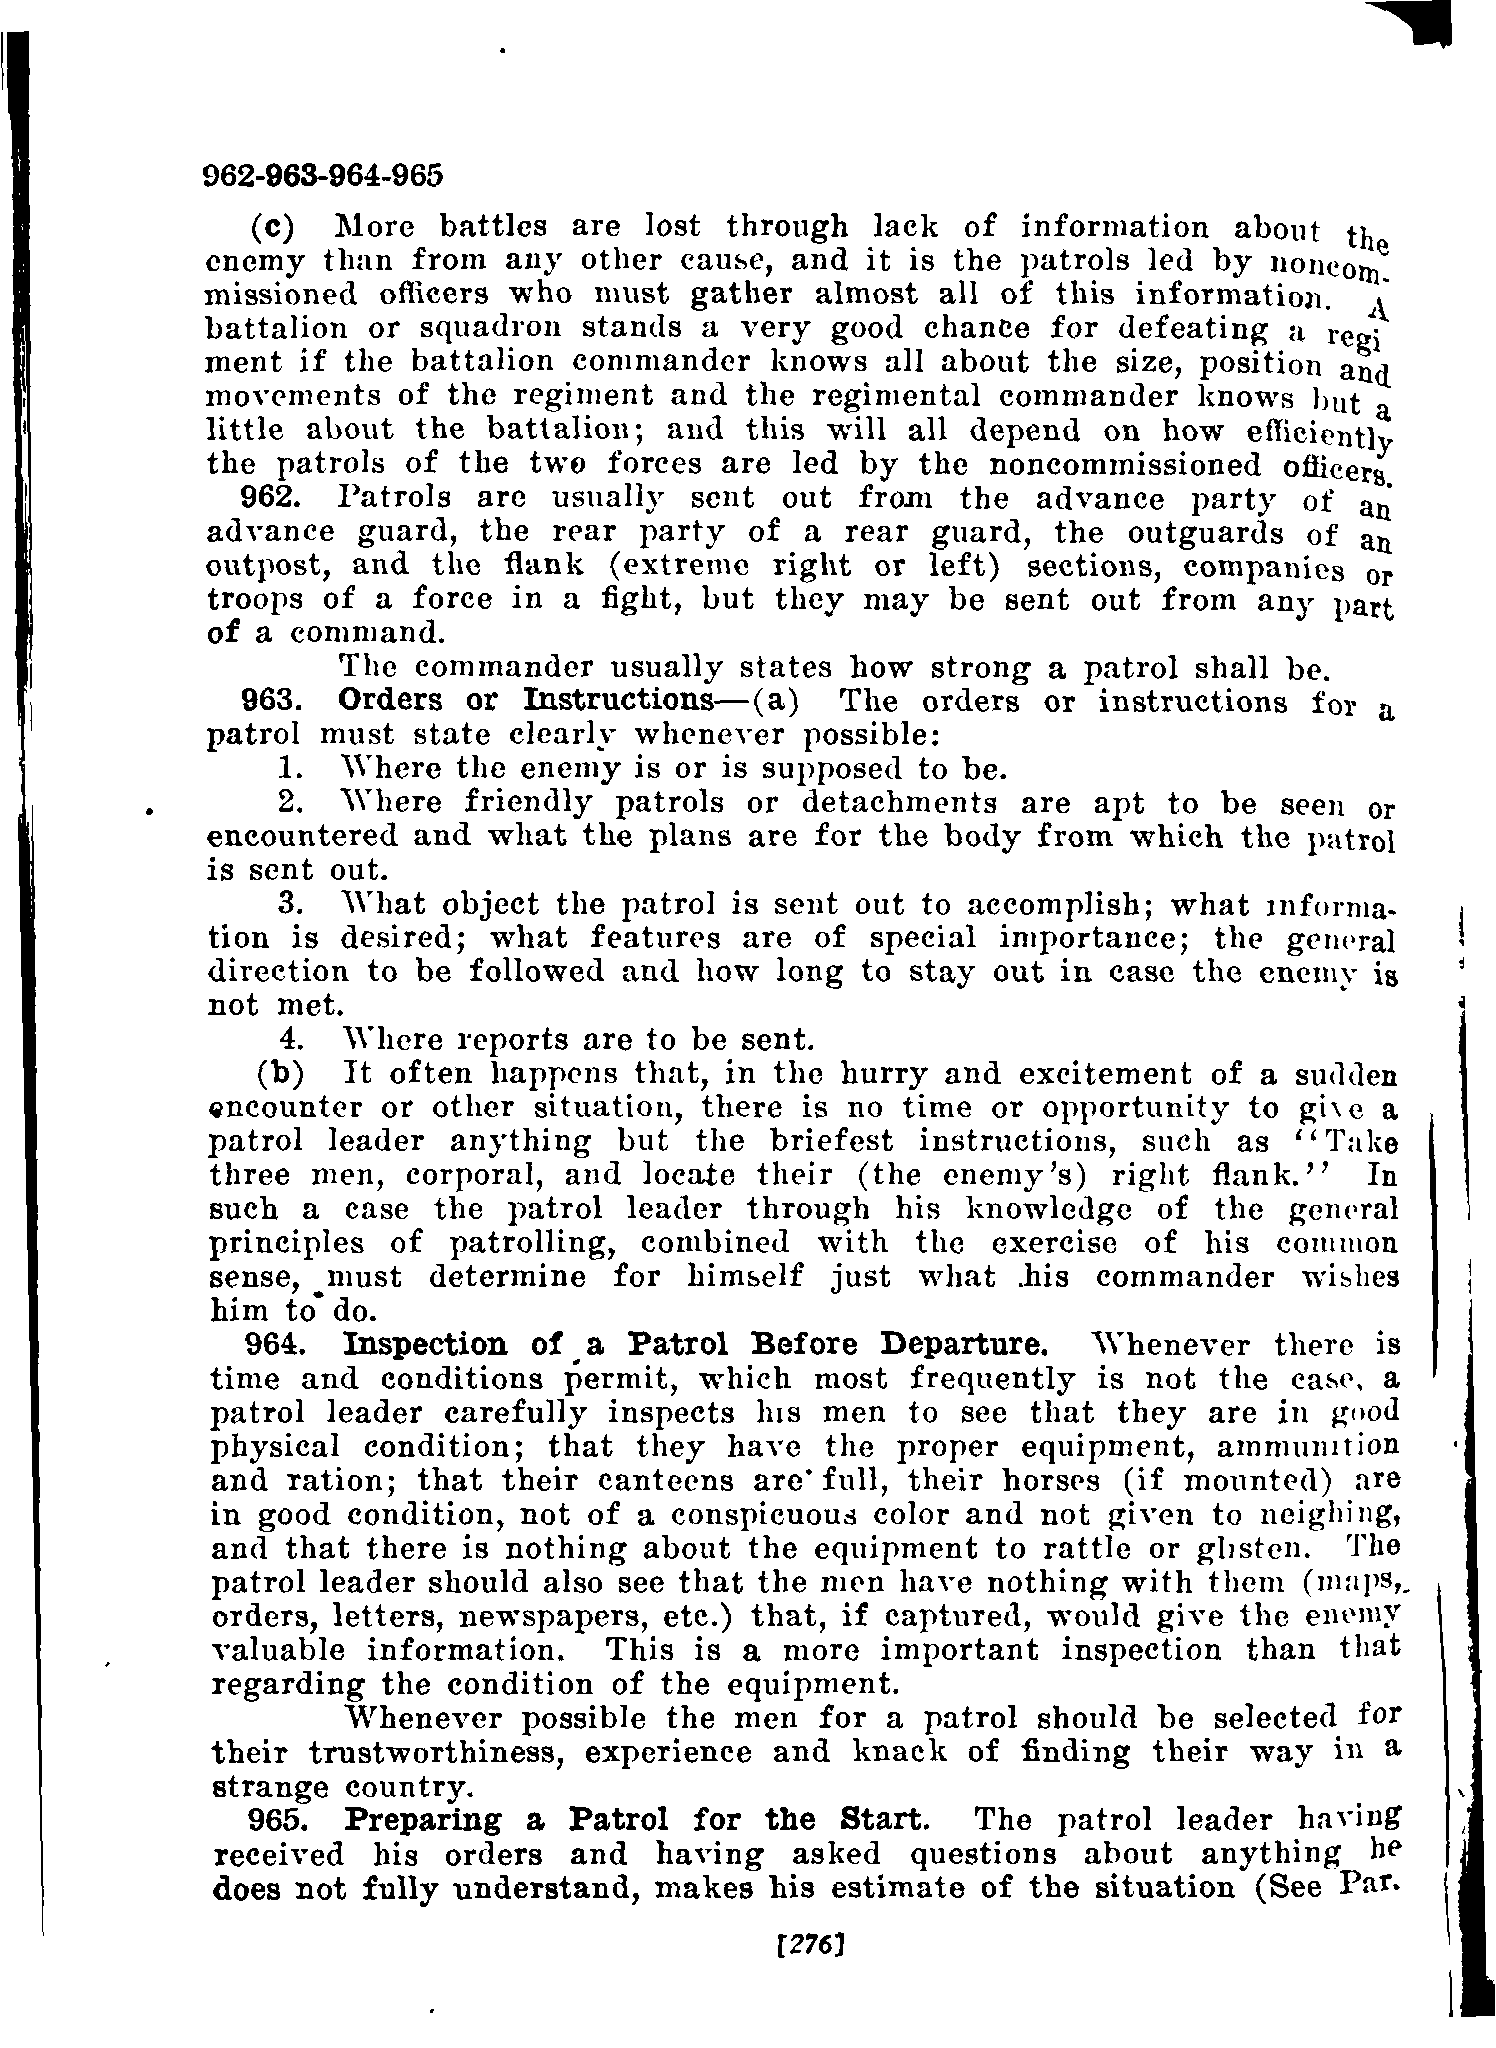 962-963-964-965
(c) More battles are lost through lack of information about the
enemy than from any other cause, and it is the patrols led by noncom-
missioned officers who must gather almost all of this information. A
battalion or squadron stands a very good chance for defeating a regi
ment if the battalion commander knows all about the size, position and
movements of the regiment and the regimental commander knows but a
little about the battalion; and this will all depend on how efficiently
the patrols of the two forces are led by the noncommissioned officers.
962. Patrols are usually sent out from the advance party of an
advance guard, the rear party of a rear guard, the outguards of an
outpost, and the flank (extreme right or left) sections, companies or
troops of a force in a fight, but they may be sent out from any part
of a command.
The commander usually states how strong a patrol shall be.
963. Orders or Instructions—(a) The orders or instructions for a
patrol must state clearly whenever possible:
1. Where the enemy is or is supposed to be.
2. Where friendly patrols or detachments are apt to be seen or
encountered and what the plans are for the body from which the patrol
is sent out.
3. What object the patrol is sent out to accomplish; what informa-
tion is desired; what features are of special importance; the general
direction to be followed and how long to stay out in case the enemy is
not met.
4. Where reports are to be sent.
(b) It often happens that, in the hurry and excitement of a sudden
encounter or other situation, there is no time or opportunity to give a
patrol leader anything but the briefest instructions, such as ‘‘Take
three men, corporal, and locate their (the enemy's) right flank.’’ In
such a case the patrol leader through his knowledge of the general
principles of patrolling, combined with the exercise of his common
sense, must determine for himself just what his commander wishes
him to do.
964. Inspection of a Patrol Before Departure. Whenever there is
time and conditions permit, which most frequently is not the case, a
patrol leader carefully inspects his men to see that they are in good
physical condition; that they have the proper equipment, ammunition
and ration; that their canteens are full, their horses (if mounted) are
in good condition, not of a conspicuous color and not given to neighing,
and that there is nothing about the equipment to rattle or glisten. The
patrol leader should also see that the men have nothing with them (maps,
orders, letters, newspapers, etc.) that, if captured, would give the enemy
valuable information. This is a more important inspection than that
regarding the condition of the equipment.
Whenever possible the men for a patrol should be selected for
their trustworthiness, experience and knack of finding their way in a
strange country.
965. Preparing a Patrol for the Start. The patrol leader having
received his orders and having asked questions about anything he
does not fully understand, makes his estimate of the situation (See Par.
[276]